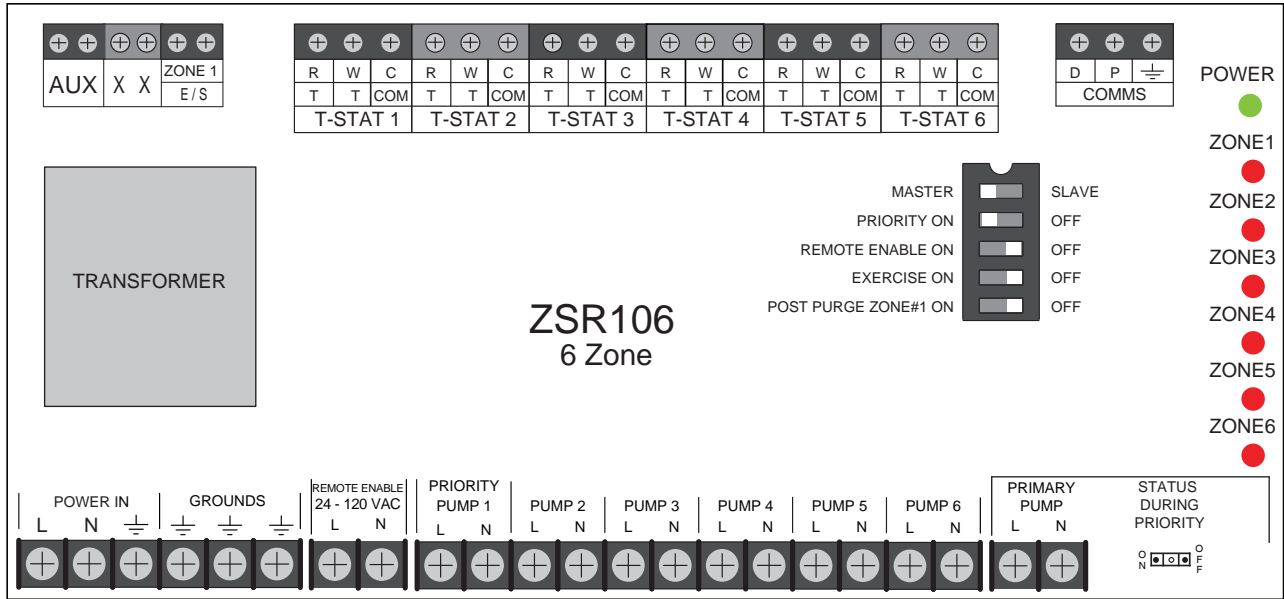 AUX X X ZONE 1
E / S
R W C R W C R W C R W C R W C R W C
T T COM T T COM T T COM T T COM T T COM T T COM
T-STAT 1 T-STAT 2 T-STAT 3 T-STAT 4 T-STAT 5 T-STAT 6
D P
COMMS
POWER
ZONE1
ZONE2
ZONE3
ZONE4
ZONE5
ZONE6
MASTER SLAVE
PRIORITY ON OFF
REMOTE ENABLE ON OFF
EXERCISE ON OFF
POST PURGE ZONE#1 ON OFF
TRANSFORMER
ZSR106
6 Zone
POWER IN
L N
GROUNDS
REMOTE ENABLE
24 - 120 VAC
L N
PRIORITY
PUMP 1
L N
PUMP 2
L N
PUMP 3
L N
PUMP 4
L N
PUMP 5
L N
PUMP 6
L N
PRIMARY
PUMP
L N
STATUS
DURING
PRIORITY
ON OFF